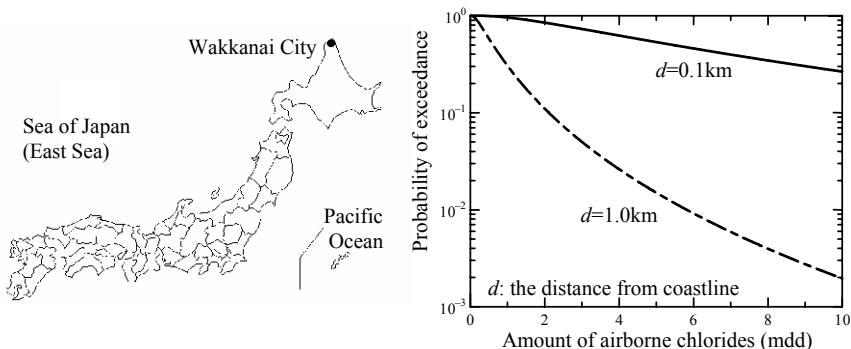 Wakkanai City
Sea of Japan
(East Sea)
Pacific
Ocean
Probability of exceedance
10^0
10^-1
10^-2
10^-3
d=0.1km
d=1.0km
d: the distance from coastline
0 2 4 6 8 10
Amount of airborne chlorides (mdd)